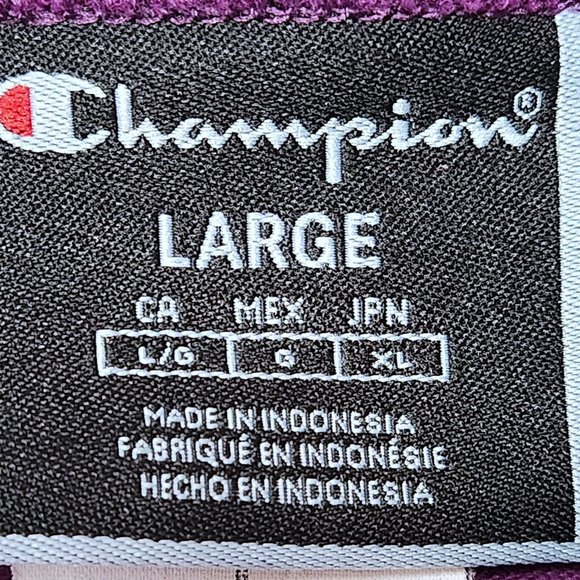 Champion®
LARGE
CA MEX JPN
L/G G XL
MADE IN INDONESIA
FABRIQUÉ EN INDONÉSIE
HECHO EN INDONESIA